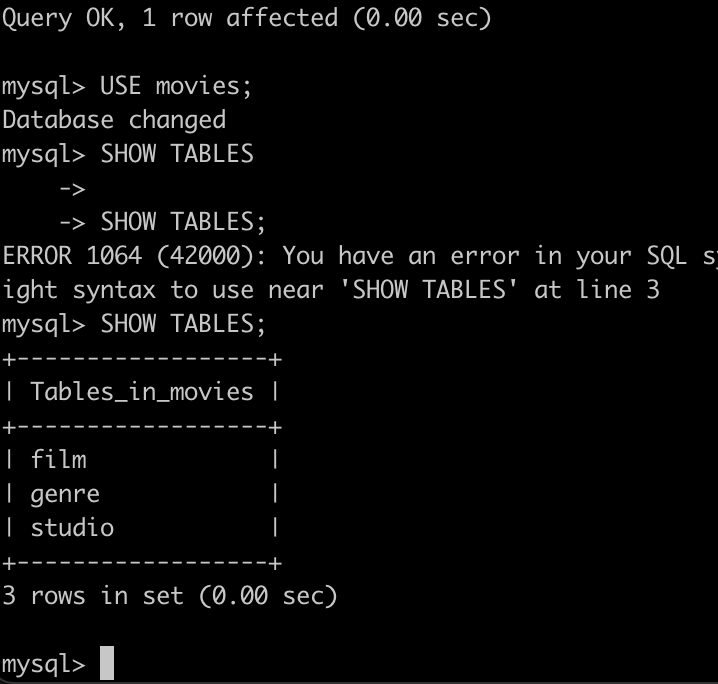 Query OK, 1 row affected (0.00 sec)
mysql> USE movies;
Database changed
mysql> SHOW TABLES
    ->
    -> SHOW TABLES;
ERROR 1064 (42000): You have an error in your SQL
ight syntax to use near 'SHOW TABLES' at line 3
mysql> SHOW TABLES;
+------------------+
| Tables_in_movies |
+------------------+
| film             |
| genre            |
| studio           |
+------------------+
3 rows in set (0.00 sec)
mysql>